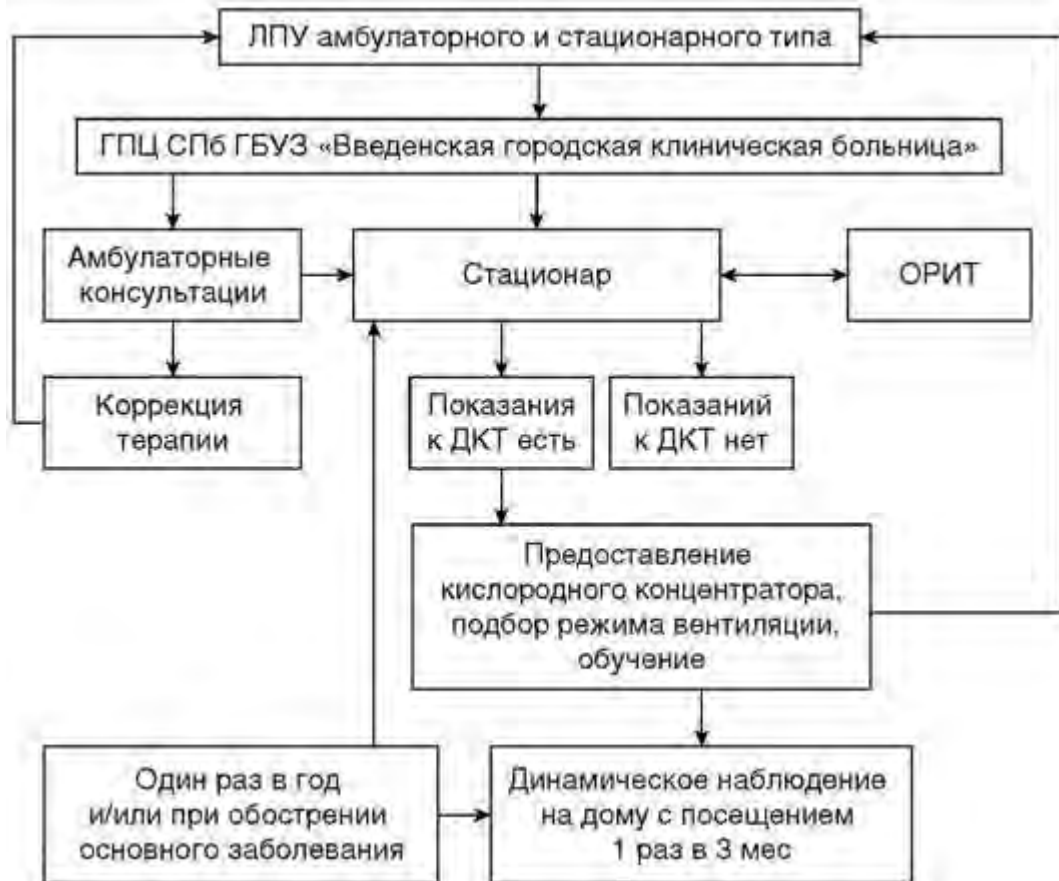 ЛПУ амбулаторного и стационарного типа
ГПЦ СПб ГБУЗ «Введенская городская клиническая больница»
Амбулаторные
консультации
Стационар
ОРИТ
Коррекция
терапии
Показания
к ДКТ есть
Показаний
к ДКТ нет
Предоставление
кислородного концентратора,
подбор режима вентиляции,
обучение
Один раз в год
и/или при обострении
основного заболевания
Динамическое наблюдение
на дому с посещением
1 раз в 3 мес